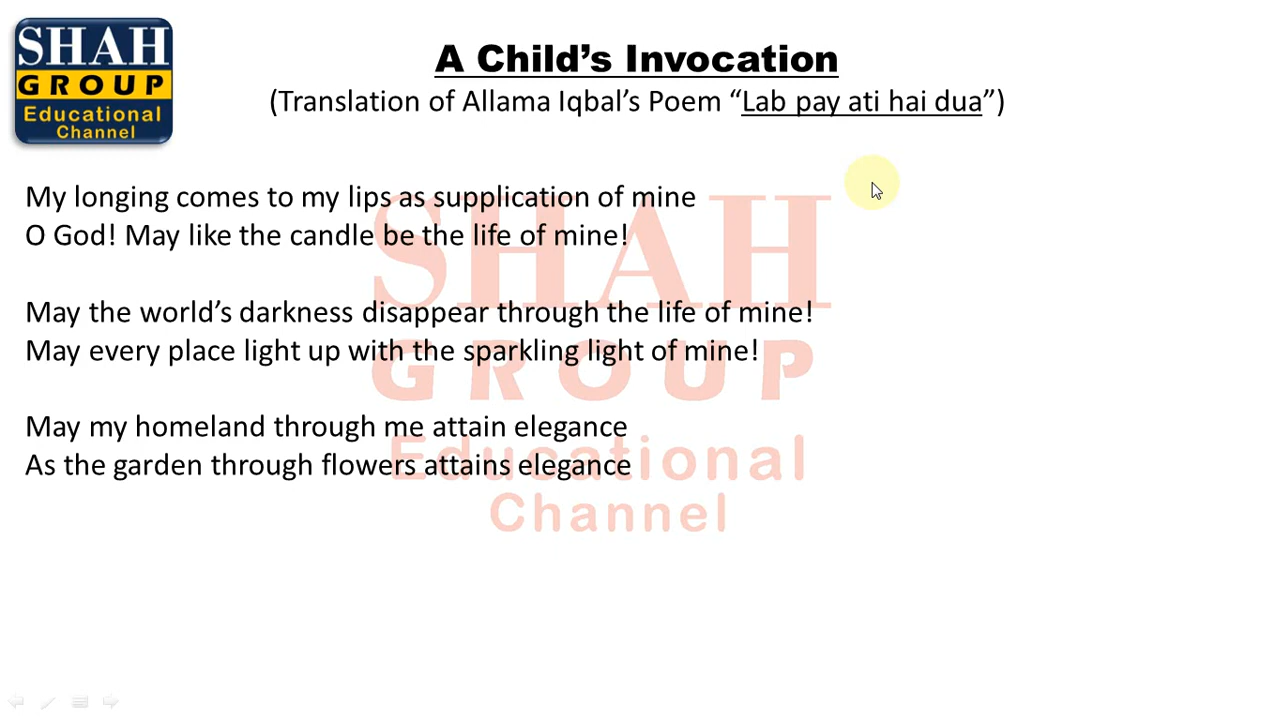 SHAH
GROUP
Educational
Channel
A Child’s Invocation
(Translation of Allama Iqbal’s Poem “Lab pay ati hai dua”)
My longing comes to my lips as supplication of mine
O God! May like the candle be the life of mine!
May the world’s darkness disappear through the life of mine!
May every place light up with the sparkling light of mine!
May my homeland through me attain elegance
As the garden through flowers attains elegance
SHAH
GROUP
Educational
Channel